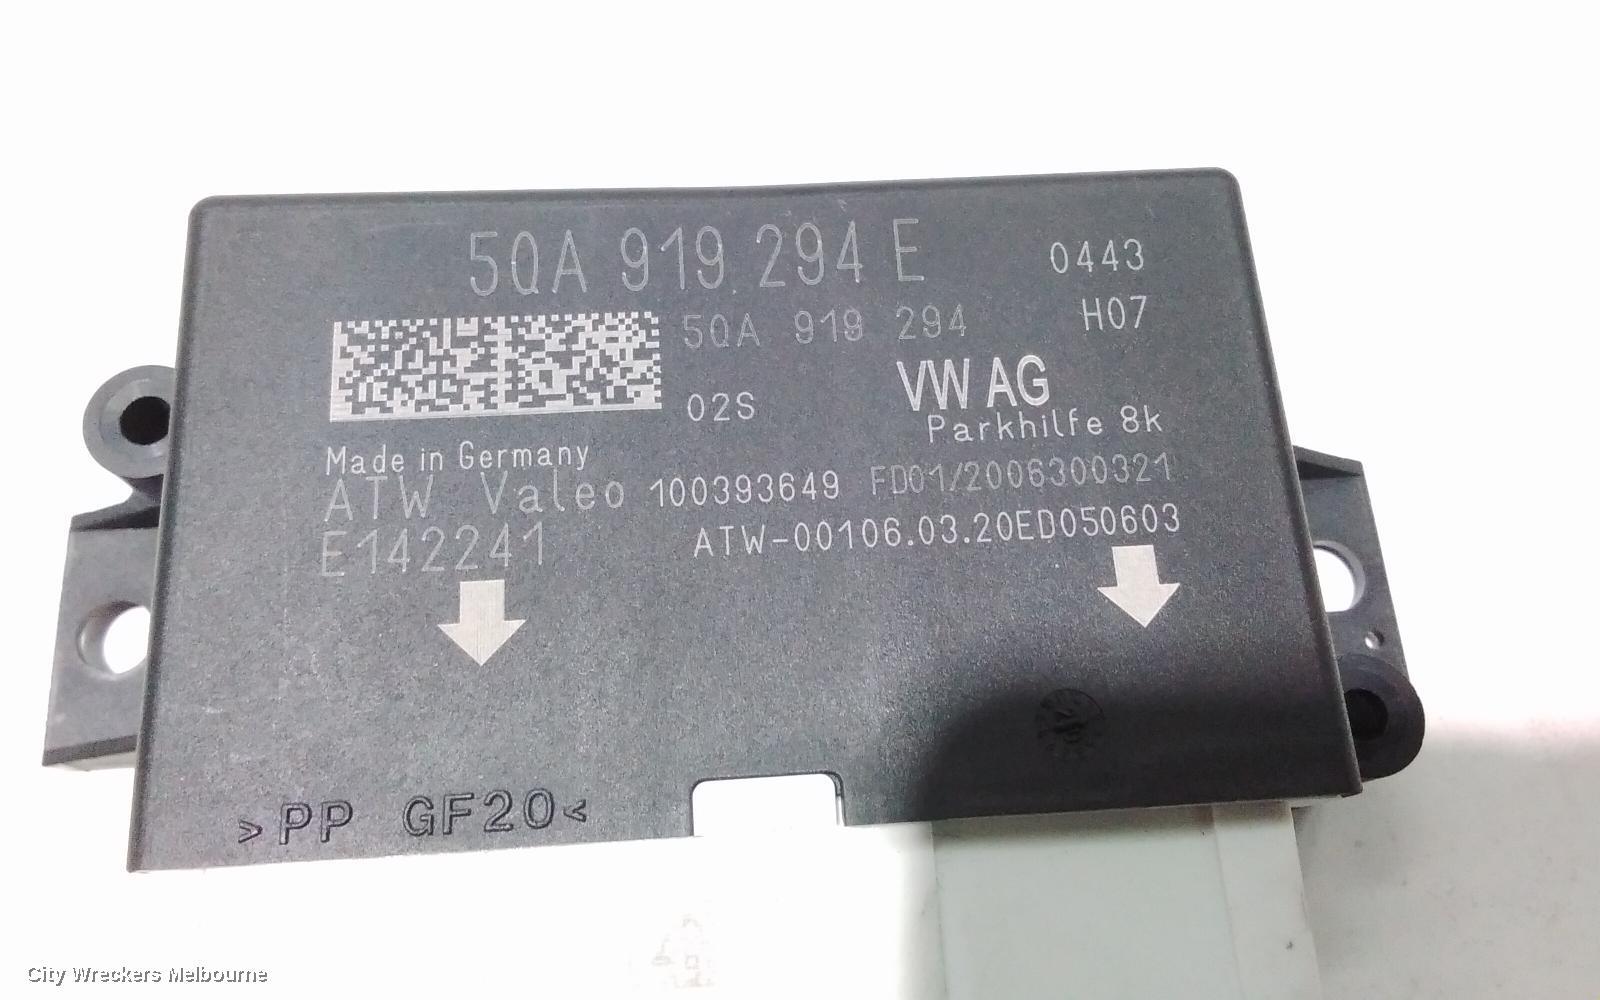 5QA 919 294 E
0443
5QA 919 294
H07
VW AG
02S
Parkhilfe 8k
Made in Germany
ATW Valeo 100393649 FD01/2006300321
E142241 ATW-00106.03.20ED050603
>PP GF20<
City Wreckers Melbourne